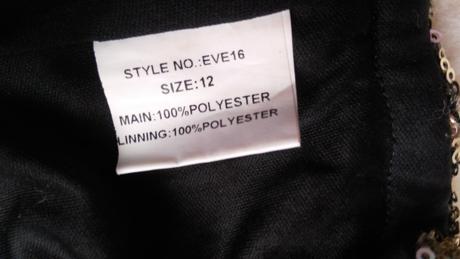 STYLE NO.:EVE16
SIZE:12
MAIN:100%POLYESTER
LINNING:100%POLYESTER